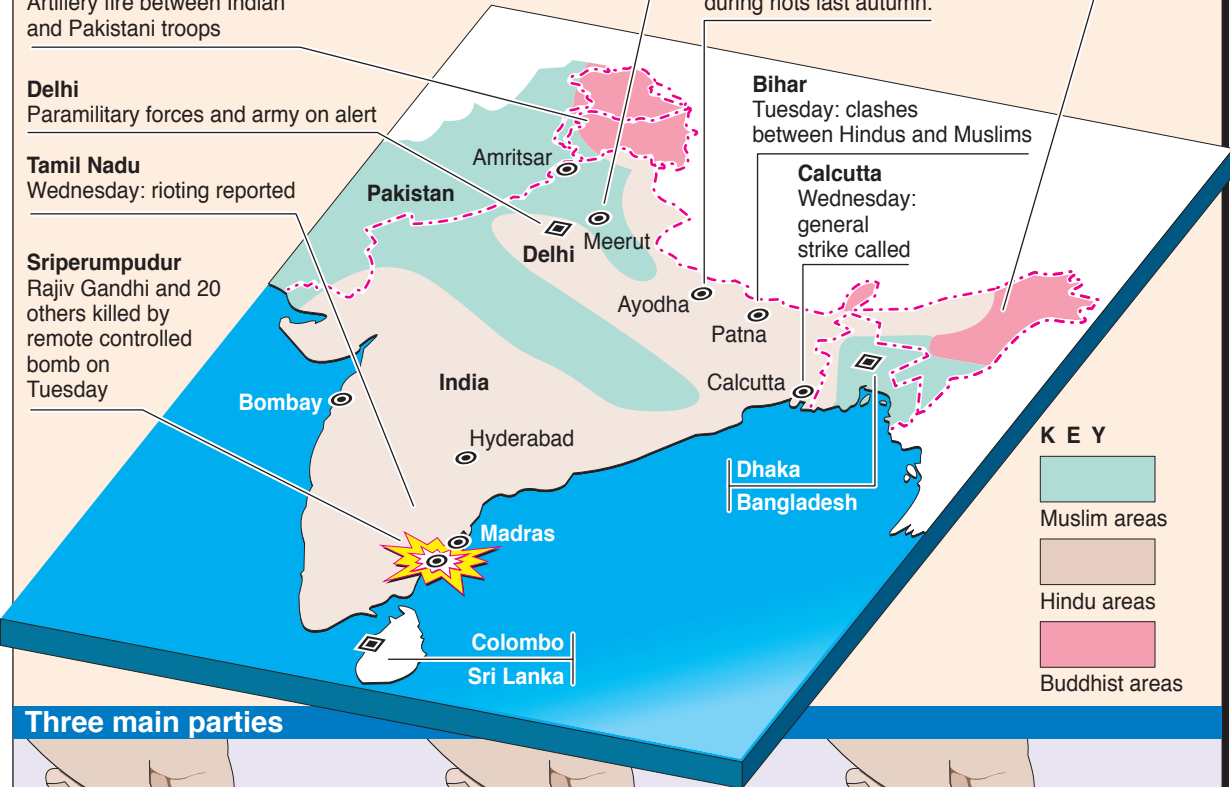 Artillery fire between Indian
and Pakistani troops
during riots last autumn.
Delhi
Paramilitary forces and army on alert
Tamil Nadu
Wednesday: rioting reported
Sriperumpudur
Rajiv Gandhi and 20
others killed by
remote controlled
bomb on
Tuesday
Bihar
Tuesday: clashes
between Hindus and Muslims
Calcutta
Wednesday:
general
strike called
Amritsar
Pakistan
Delhi
Meerut
Ayodha
Patna
Calcutta
India
Bombay
Hyderabad
Madras
Dhaka
Bangladesh
Colombo
Sri Lanka
KEY
Muslim areas
Hindu areas
Buddhist areas
Three main parties